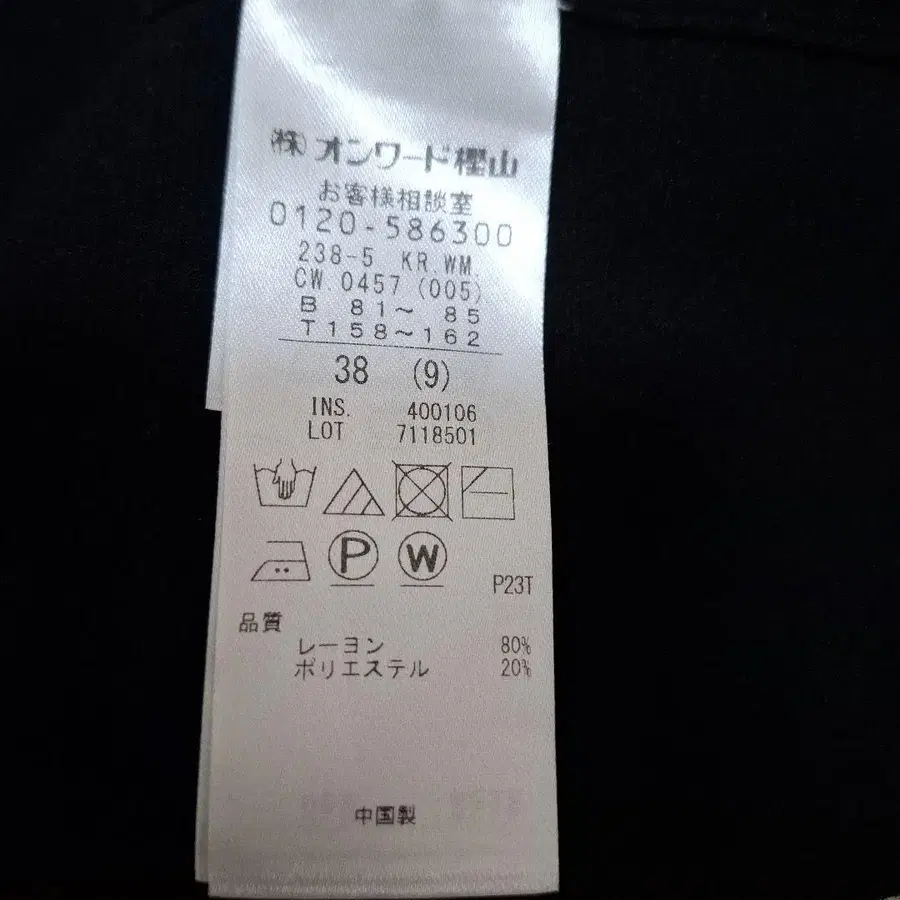 ㈱オンワード樫山
お客様相談室
0120-586300
238-5 KR.WM.
CW 0457 (005)
B 81～ 85
T158～162
38 (9)
INS. 400106
LOT 7118501
P W
P23T
品質
レーヨン 80%
ポリエステル 20%
中国製